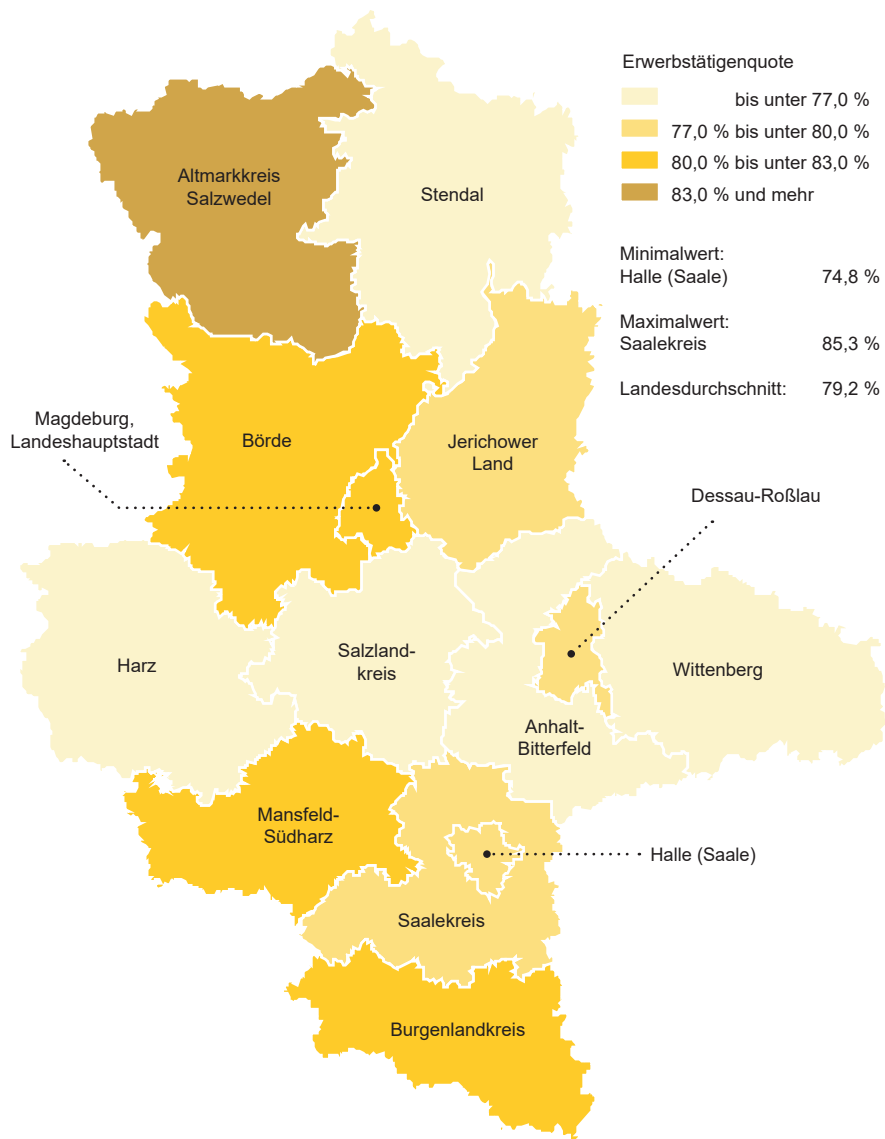 Erwerbstätigenquote
bis unter 77,0 %
77,0 % bis unter 80,0 %
80,0 % bis unter 83,0 %
83,0 % und mehr
Minimalwert:
Halle (Saale) 74,8 %
Maximalwert:
Saalekreis 85,3 %
Landesdurchschnitt: 79,2 %
Altmarkkreis
Salzwedel
Stendal
Magdeburg,
Landeshauptstadt
Börde
Jerichower
Land
Dessau-Roßlau
Harz
Salzland-
kreis
Wittenberg
Anhalt-
Bitterfeld
Mansfeld-
Südharz
Halle (Saale)
Saalekreis
Burgenlandkreis